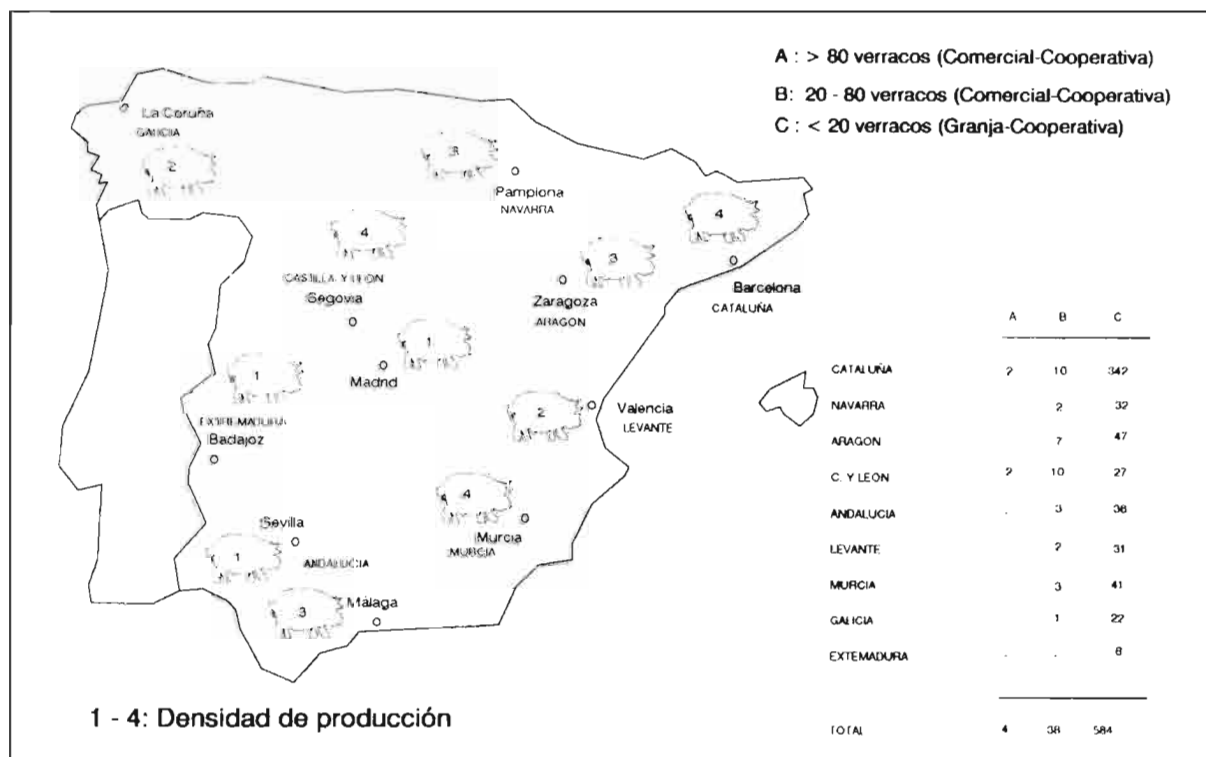 A : > 80 verracos (Comercial-Cooperativa)
B: 20 - 80 verracos (Comercial-Cooperativa)
C : < 20 verracos (Granja-Cooperativa)
La Coruña
GALICIA
2
3
Pamplona
NAVARRA
4
4
CASTILLA Y LEON
Segovia
3
Zaragoza
ARAGON
Barcelona
CATALUÑA
1
Madrid
1
EXTREMADURA
Badajoz
2
Valencia
LEVANTE
4
Murcia
MURCIA
Sevilla
1
ANDALUCIA
3
Málaga
1 - 4: Densidad de producción
A B C
CATALUÑA 2 10 342
NAVARRA 2 32
ARAGON 7 47
C. Y LEON 2 10 27
ANDALUCIA . 3 36
LEVANTE 2 31
MURCIA 3 41
GALICIA 1 22
EXTEMADURA . . 6
TOTAL 4 38 584